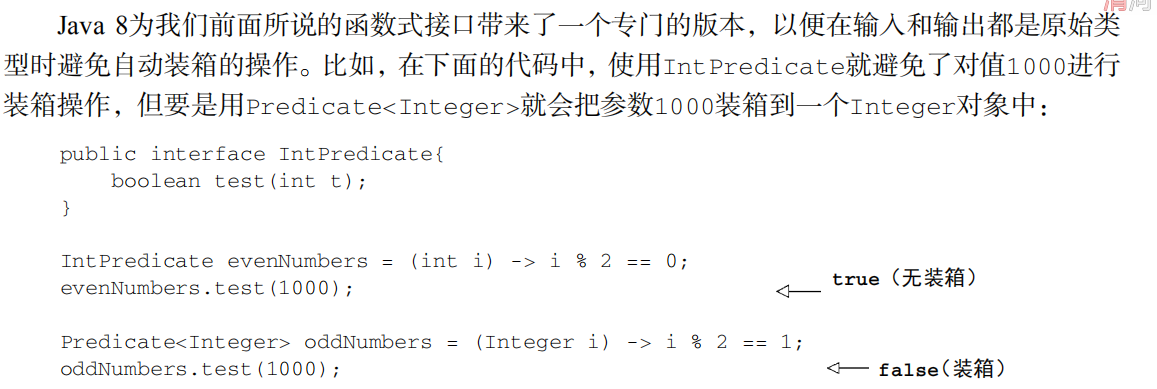 Java 8为我们前面所说的函数式接口带来了一个专门的版本，以便在输入和输出都是原始类
型时避免自动装箱的操作。比如，在下面的代码中，使用IntPredicate就避免了对值1000进行
装箱操作，但要是用Predicate<Integer>就会把参数1000装箱到一个Integer对象中：
public interface IntPredicate{
    boolean test(int t);
}
IntPredicate evenNumbers = (int i) -> i % 2 == 0;
evenNumbers.test(1000);
true（无装箱）
Predicate<Integer> oddNumbers = (Integer i) -> i % 2 == 1;
oddNumbers.test(1000);
false(装箱）